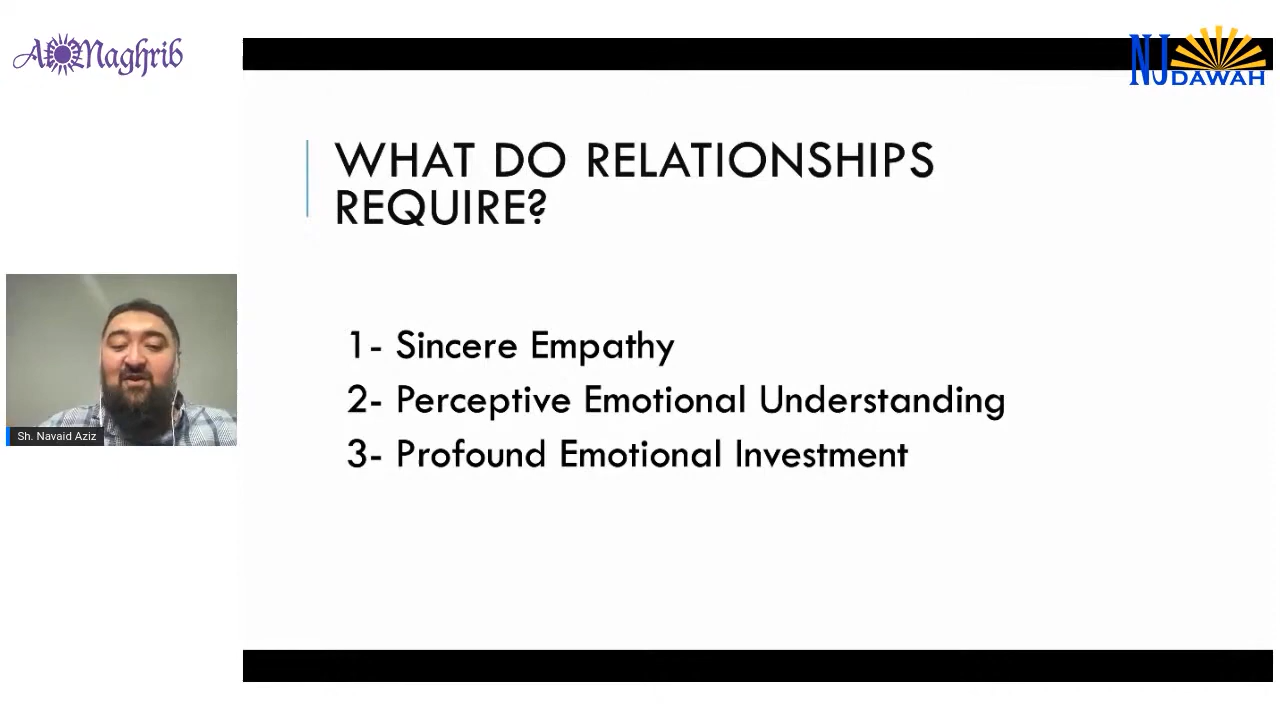 AlMaghrib
NJ
DAWAH
WHAT DO RELATIONSHIPS
REQUIRE?
1- Sincere Empathy
2- Perceptive Emotional Understanding
3- Profound Emotional Investment
Sh. Navaid Aziz